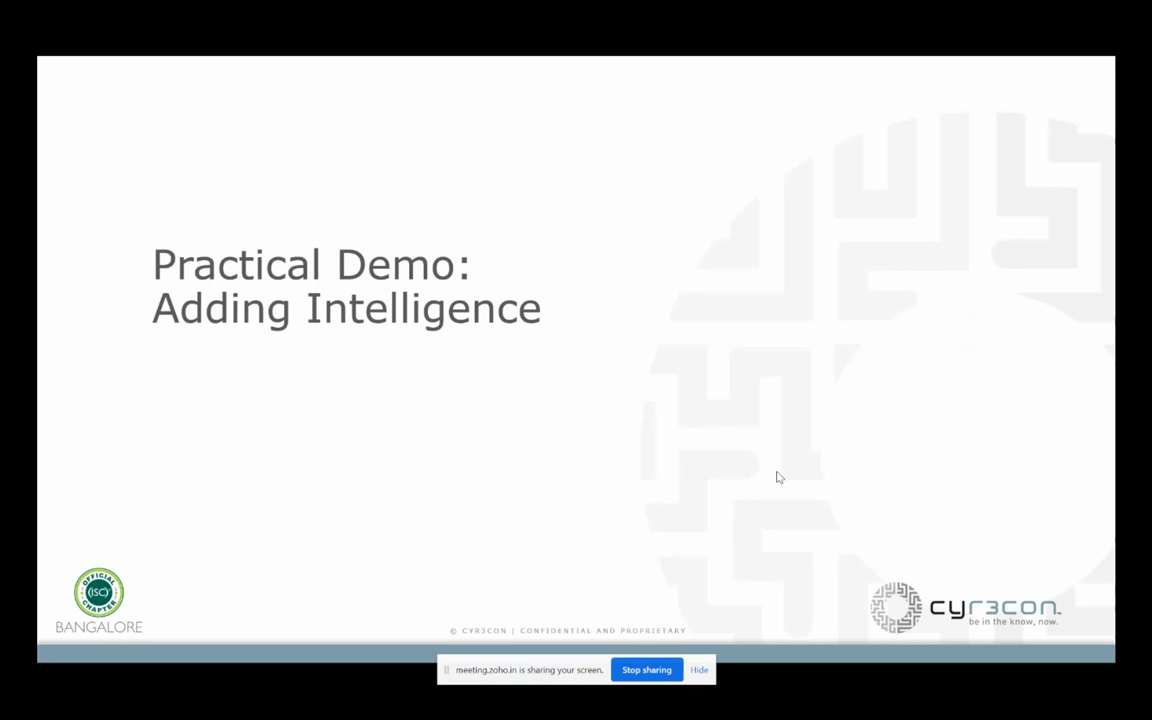 Practical Demo:
Adding Intelligence
OFFICIAL
(ISC)
CHAPTER
BANGALORE
© CYR3CON | CONFIDENTIAL AND PROPRIETARY
cyr3con
be in the know, now.
meeting.zoho.in is sharing your screen.
Stop sharing
Hide